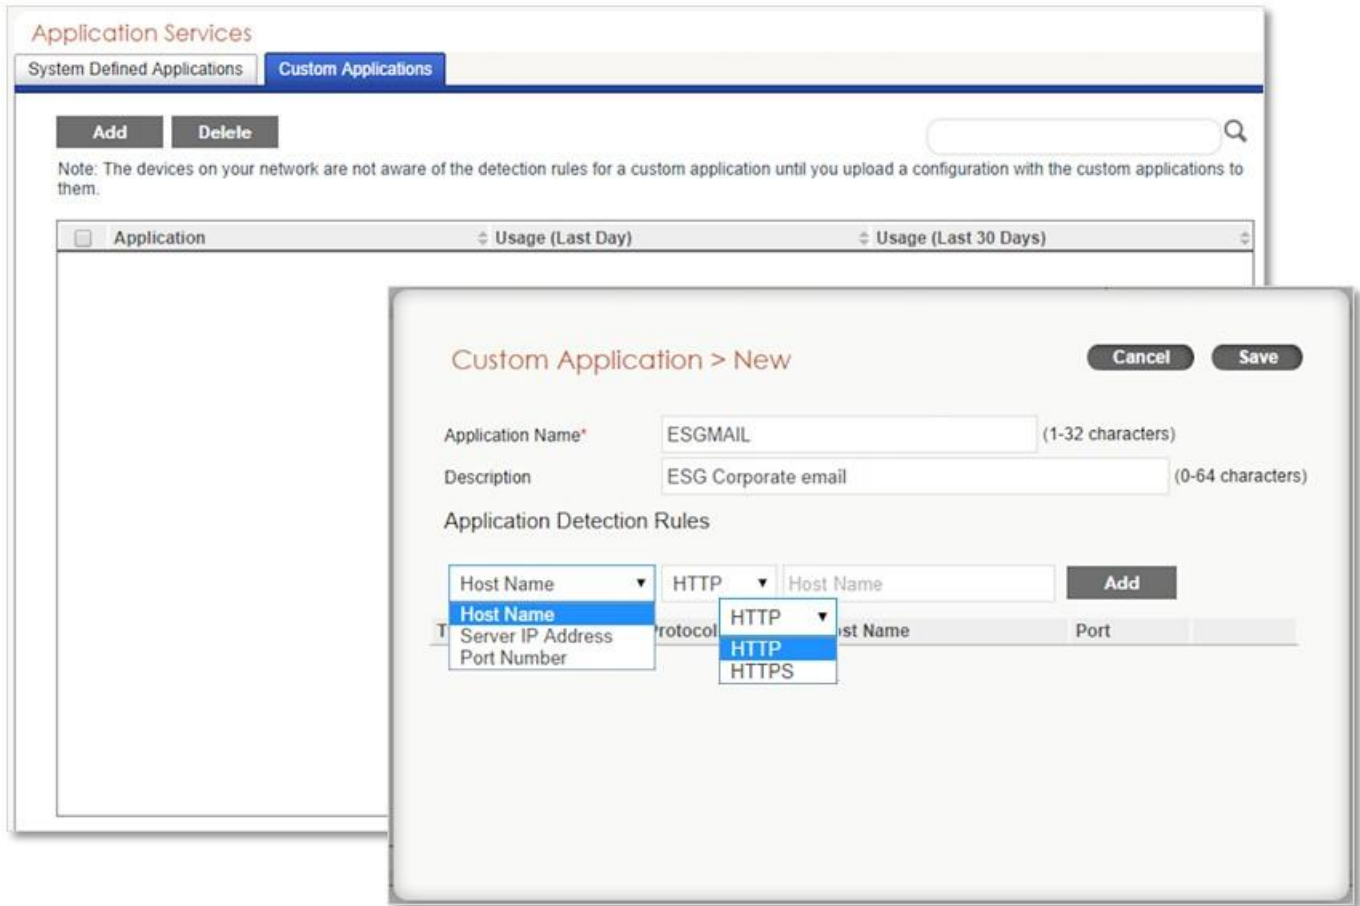 Application Services
System Defined Applications Custom Applications
Add Delele
Note: The devices on your network are not aware of the detection rules for a custom application until you upload a configuration with the custom applications to
them.
Application Usage (Last Day) Usage (Last 30 Days)
Custom Application > New Cancel Save
Application Name* ESGMAIL (1-32 characters)
Description ESG Corporate email (0-64 characters)
Application Detection Rules
Host Name HTTP Host Name Add
Host Name
Server IP Address
Port Number
HTTP
HTTP
HTTPS
Port